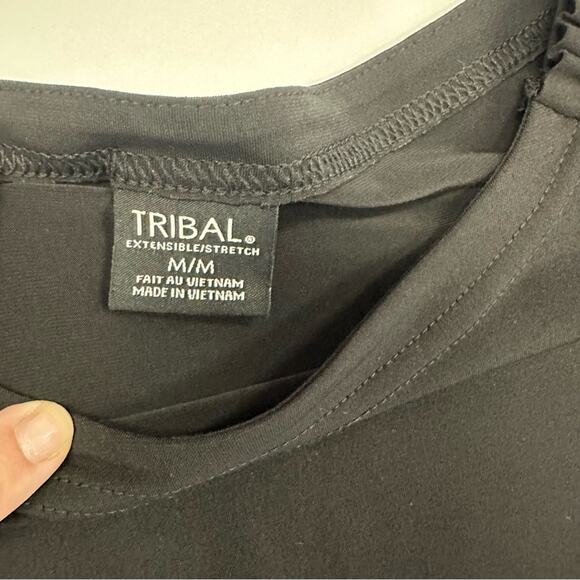 TRIBAL®
EXTENSIBLE/STRETCH
M/M
FAIT AU VIETNAM
MADE IN VIETNAM